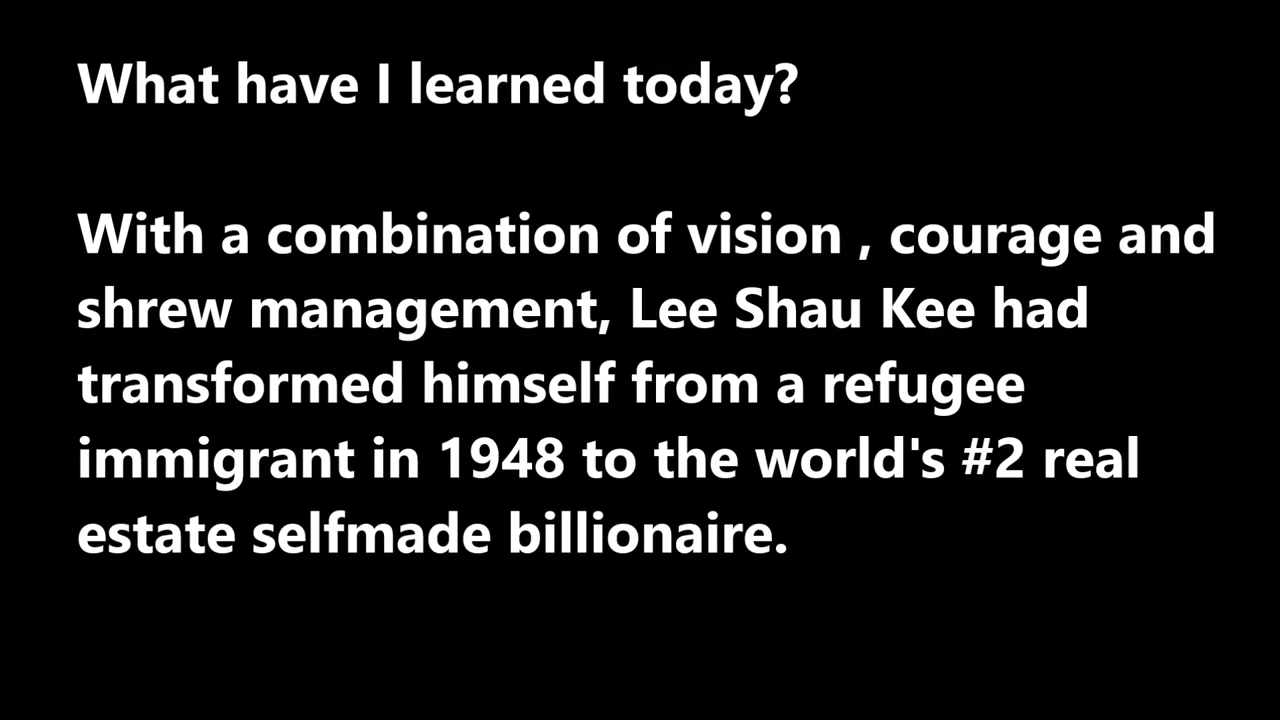 What have I learned today?
With a combination of vision , courage and
shrew management, Lee Shau Kee had
transformed himself from a refugee
immigrant in 1948 to the world's #2 real
estate selfmade billionaire.